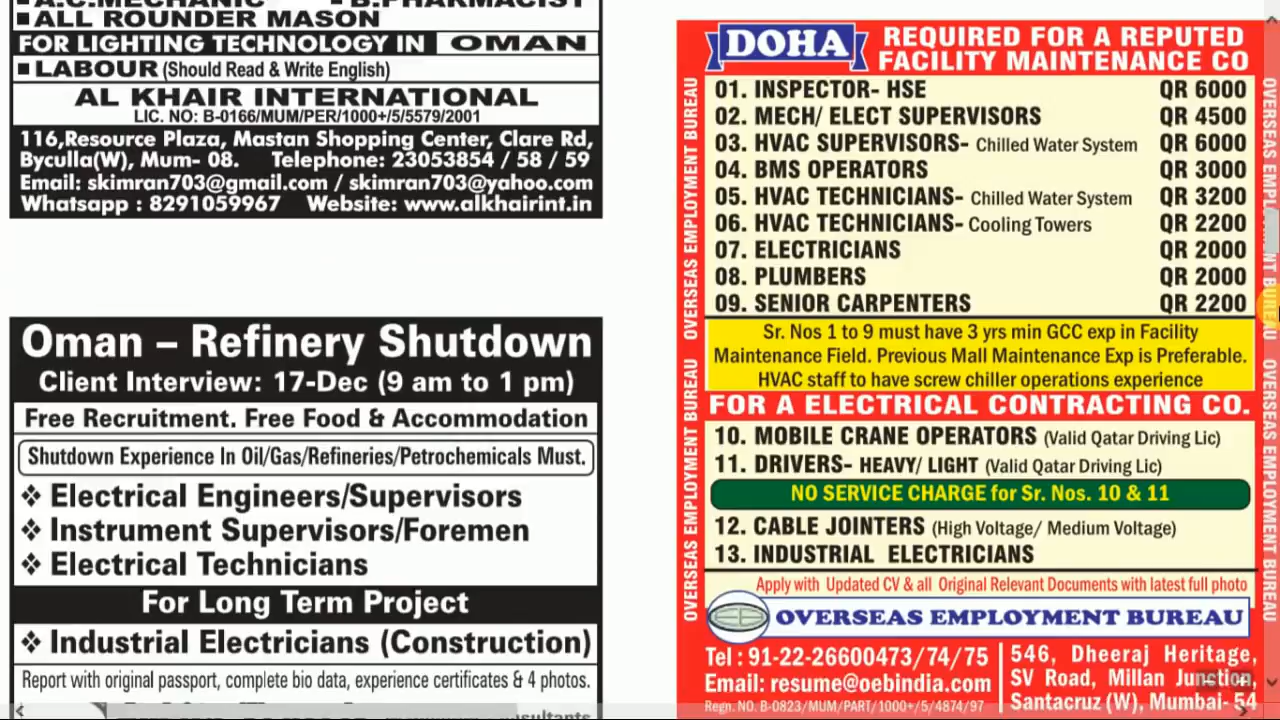 A.C.MECHANIC ▪ B.PHARMACIST
▪ ALL ROUNDER MASON
FOR LIGHTING TECHNOLOGY IN OMAN
▪ LABOUR (Should Read & Write English)
AL KHAIR INTERNATIONAL
LIC. NO: B-0166/MUM/PER/1000+/5/5579/2001
116,Resource Plaza, Mastan Shopping Center, Clare Rd,
Byculla(W), Mum- 08. Telephone: 23053854 / 58 / 59
Email: skimran703@gmail.com / skimran703@yahoo.com
Whatsapp : 8291059967 Website: www.alkhairint.in
Oman – Refinery Shutdown
Client Interview: 17-Dec (9 am to 1 pm)
Free Recruitment. Free Food & Accommodation
Shutdown Experience In Oil/Gas/Refineries/Petrochemicals Must.
❖ Electrical Engineers/Supervisors
❖ Instrument Supervisors/Foremen
❖ Electrical Technicians
For Long Term Project
❖ Industrial Electricians (Construction)
Report with original passport, complete bio data, experience certificates & 4 photos.
DOHA REQUIRED FOR A REPUTED
FACILITY MAINTENANCE CO
01. INSPECTOR- HSE QR 6000
02. MECH/ ELECT SUPERVISORS QR 4500
03. HVAC SUPERVISORS- Chilled Water System QR 6000
04. BMS OPERATORS QR 3000
05. HVAC TECHNICIANS- Chilled Water System QR 3200
06. HVAC TECHNICIANS- Cooling Towers QR 2200
07. ELECTRICIANS QR 2000
08. PLUMBERS QR 2000
09. SENIOR CARPENTERS QR 2200
Sr. Nos 1 to 9 must have 3 yrs min GCC exp in Facility
Maintenance Field. Previous Mall Maintenance Exp is Preferable.
HVAC staff to have screw chiller operations experience
FOR A ELECTRICAL CONTRACTING CO.
10. MOBILE CRANE OPERATORS (Valid Qatar Driving Lic)
11. DRIVERS- HEAVY/ LIGHT (Valid Qatar Driving Lic)
NO SERVICE CHARGE for Sr. Nos. 10 & 11
12. CABLE JOINTERS (High Voltage/ Medium Voltage)
13. INDUSTRIAL ELECTRICIANS
Apply with Updated CV & all Original Relevant Documents with latest full photo
OVERSEAS EMPLOYMENT BUREAU
Tel : 91-22-26600473/74/75
Email: resume@oebindia.com
Regn. NO. B-0823/MUM/PART/1000+/5/4874/97
546, Dheeraj Heritage,
SV Road, Millan Junction,
Santacruz (W), Mumbai- 54
OVERSEAS EMPLOYMENT BUREAU
OVERSEAS EMPLOYMENT BUREAU
OVERSEAS EMPLOYMENT BUREAU
OVERSEAS EMPLOYMENT BUREAU